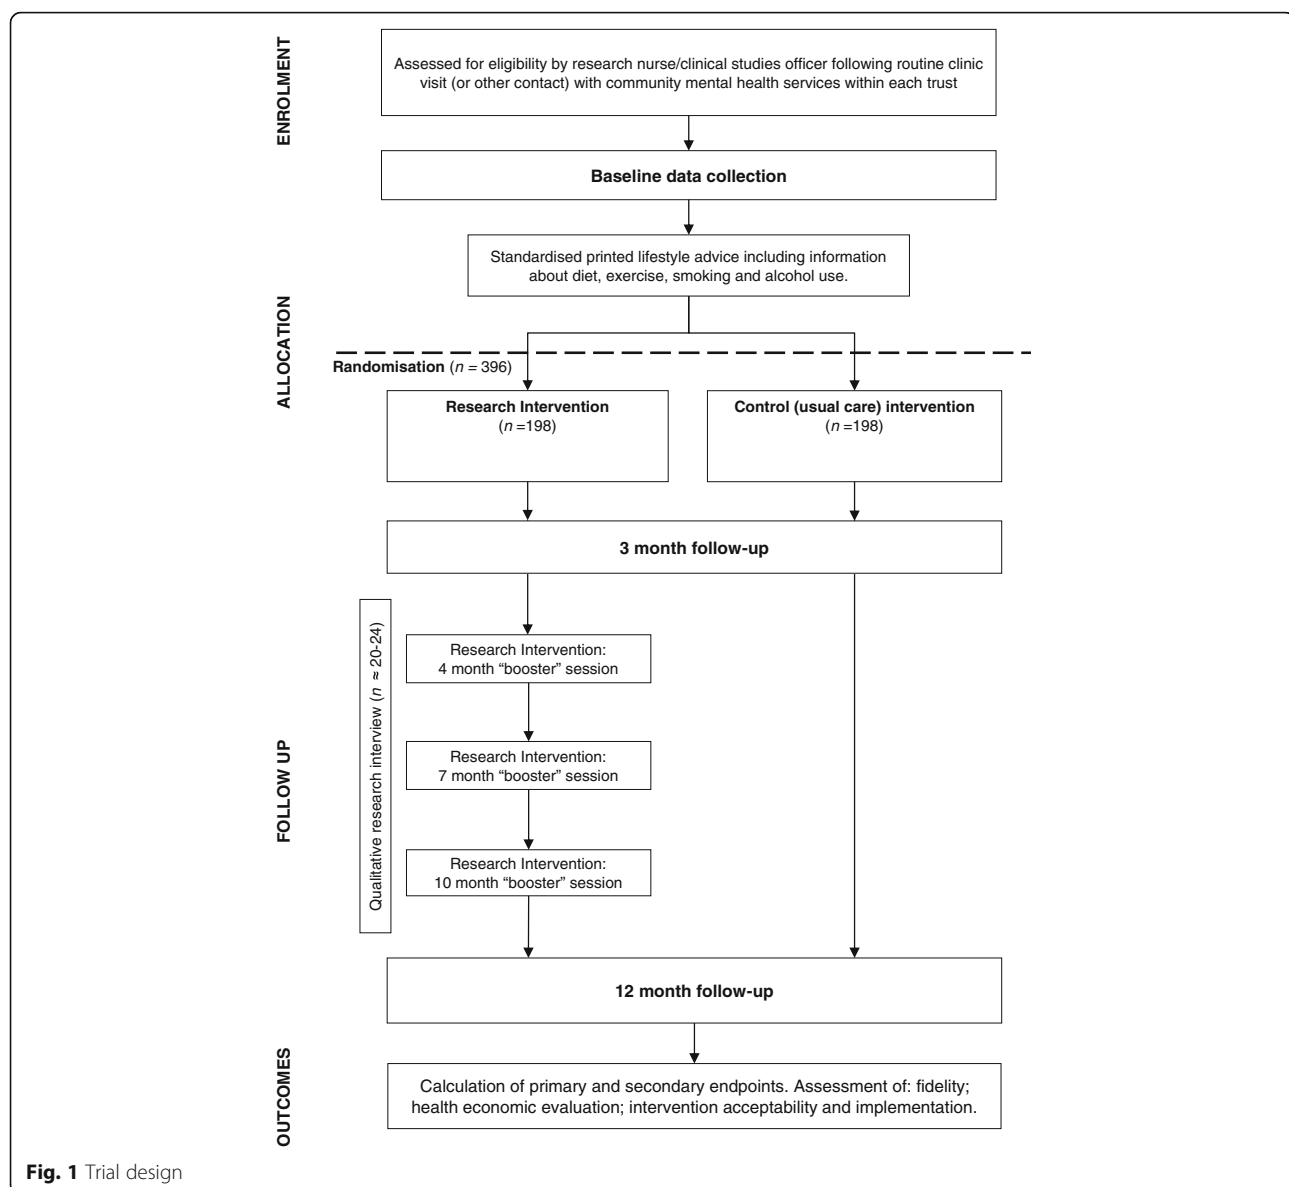 ENROLMENT
Assessed for eligibility by research nurse/clinical studies officer following routine clinic
visit (or other contact) with community mental health services within each trust
Baseline data collection
Standardised printed lifestyle advice including information
about diet, exercise, smoking and alcohol use.
ALLOCATION
Randomisation (n = 396)
Research Intervention
(n =198)
Control (usual care) intervention
(n =198)
3 month follow-up
FOLLOW UP
Qualitative research interview (n ≈ 20-24)
Research Intervention:
4 month “booster” session
Research Intervention:
7 month “booster” session
Research Intervention:
10 month “booster” session
12 month follow-up
OUTCOMES
Calculation of primary and secondary endpoints. Assessment of: fidelity;
health economic evaluation; intervention acceptability and implementation.
Fig. 1 Trial design